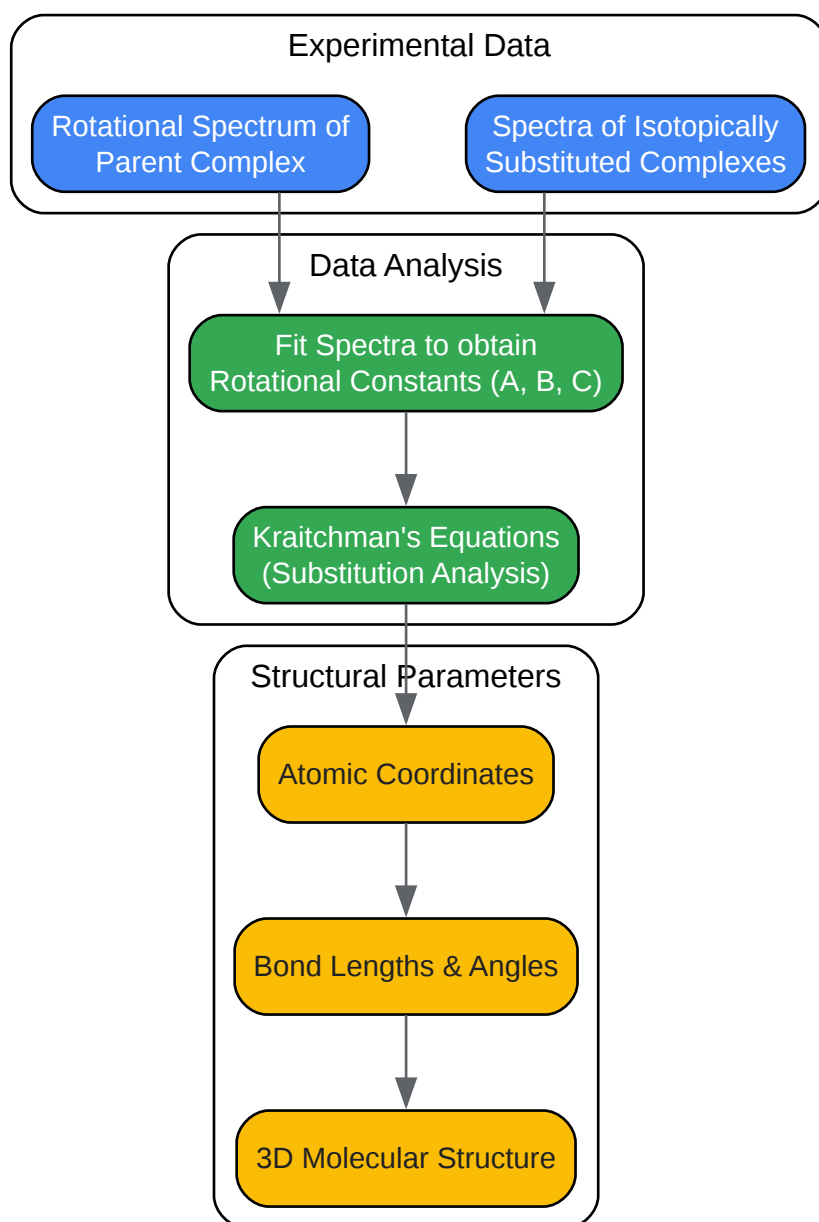 Experimental Data
Rotational Spectrum of
Parent Complex
Spectra of Isotopically
Substituted Complexes
Data Analysis
Fit Spectra to obtain
Rotational Constants (A, B, C)
Kraitchman's Equations
(Substitution Analysis)
Structural Parameters
Atomic Coordinates
Bond Lengths & Angles
3D Molecular Structure